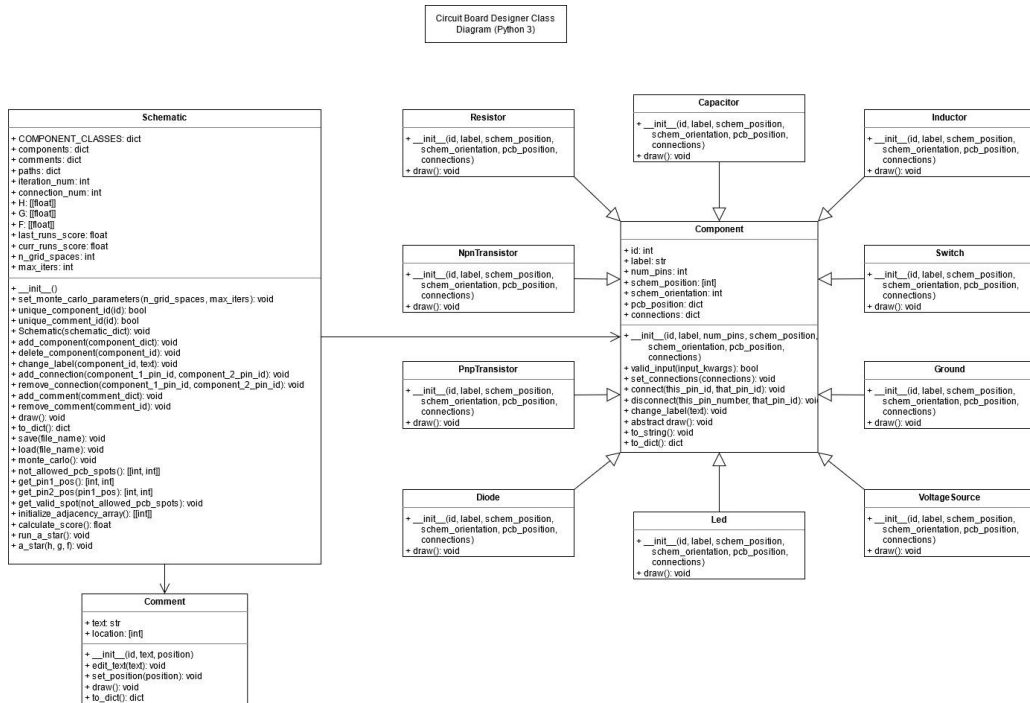 Circuit Board Designer Class
Diagram (Python 3)
Schematic
+ COMPONENT_CLASSES: dict
+ components: dict
+ comments: dict
+ paths: dict
+ iteration_num: int
+ connection_num: int
+ H: [[float]]
+ G: [[float]]
+ F: [[float]]
+ last_runs_score: float
+ curr_runs_score: float
+ n_grid_spaces: int
+ max_iters: int
+ __init__()
+ set_monte_carlo_parameters(n_grid_spaces, max_iters): void
+ unique_component_id(id): bool
+ unique_comment_id(id): bool
+ Schematic(schematic_dict): void
+ add_component(component_dict): void
+ delete_component(component_id): void
+ change_label(component_id, text): void
+ add_connection(component_1_pin_id, component_2_pin_id): void
+ remove_connection(component_1_pin_id, component_2_pin_id): void
+ add_comment(comment_dict): void
+ remove_comment(comment_id): void
+ draw(): void
+ to_dict(): dict
+ save(file_name): void
+ load(file_name): void
+ monte_carlo(): void
+ not_allowed_pcb_spots(): [[int, int]]
+ get_pin1_pos(): [int, int]
+ get_pin2_pos(pin1_pos): [int, int]
+ get_valid_spot(not_allowed_pcb_spots): void
+ initialize_adjacency_array(): [[int]]
+ calculate_score(): float
+ run_a_star(): void
+ a_star(h, g, f): void
Comment
+ text: str
+ location: [int]
+ __init__(id, text, position)
+ edit_text(text): void
+ set_position(position): void
+ draw(): void
+ to_dict(): dict
Resistor
+ __init__(id, label, schem_position,
schem_orientation, pcb_position,
connections)
+ draw(): void
Capacitor
+ __init__(id, label, schem_position,
schem_orientation, pcb_position,
connections)
+ draw(): void
Inductor
+ __init__(id, label, schem_position,
schem_orientation, pcb_position,
connections)
+ draw(): void
NpnTransistor
+ __init__(id, label, schem_position,
schem_orientation, pcb_position,
connections)
+ draw(): void
Component
+ id: int
+ label: str
+ num_pins: int
+ schem_position: [int]
+ schem_orientation: int
+ pcb_position: dict
+ connections: dict
+ __init__(id, label, num_pins, schem_position,
schem_orientation, pcb_position,
connections)
+ valid_input(input_kwargs): bool
+ set_connections(connections): void
+ connect(this_pin_id, that_pin_id): void
+ disconnect(this_pin_number, that_pin_id): void
+ change_label(text): void
+ abstract draw(): void
+ to_string(): void
+ to_dict(): dict
Switch
+ __init__(id, label, schem_position,
schem_orientation, pcb_position,
connections)
+ draw(): void
PnpTransistor
+ __init__(id, label, schem_position,
schem_orientation, pcb_position,
connections)
+ draw(): void
Ground
+ __init__(id, label, schem_position,
schem_orientation, pcb_position,
connections)
+ draw(): void
Diode
+ __init__(id, label, schem_position,
schem_orientation, pcb_position,
connections)
+ draw(): void
Led
+ __init__(id, label, schem_position,
schem_orientation, pcb_position,
connections)
+ draw(): void
VoltageSource
+ __init__(id, label, schem_position,
schem_orientation, pcb_position,
connections)
+ draw(): void